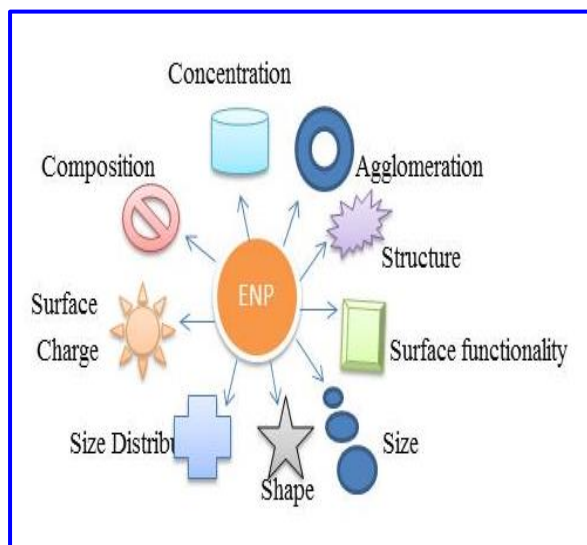 Concentration
Agglomeration
Composition
Structure
ENP
Surface
Charge
Surface functionality
Size Distribu
Size
Shape